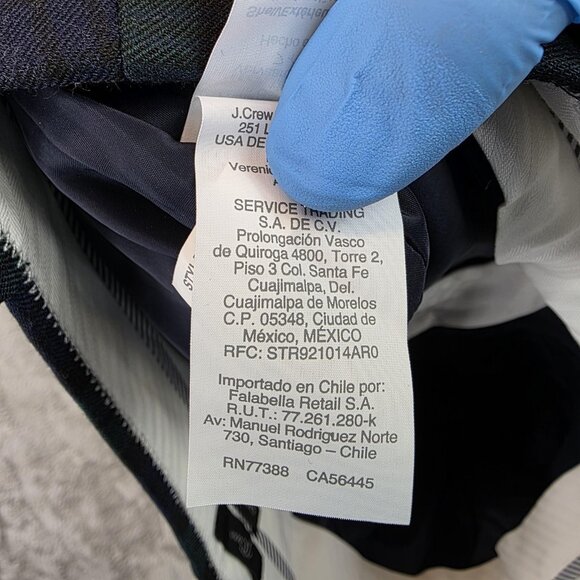 Hecho e
J.Crew
251 L
USA DE
Vereni
SERVICE TRADING
S.A. DE C.V.
Prolongación Vasco
de Quiroga 4800, Torre 2,
Piso 3 Col. Santa Fe
Cuajimalpa, Del.
Cuajimalpa de Morelos
C.P. 05348, Ciudad de
México, MÉXICO
RFC: STR921014AR0
Importado en Chile por:
Falabella Retail S.A.
R.U.T.: 77.261.280-k
Av: Manuel Rodriguez Norte
730, Santiago – Chile
RN77388 CA56445